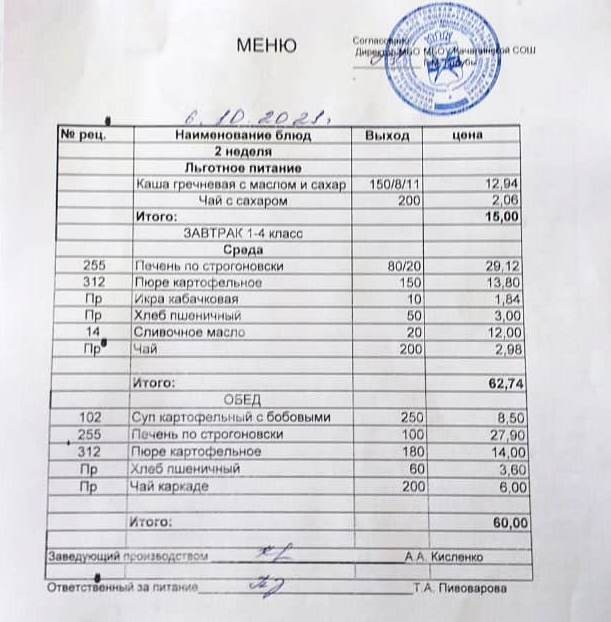 МЕНЮ
Согласовано
Директор МБО МБОУ Качалинской СОШ
6.10.2021г
№ рец. Наименование блюд Выход цена
2 неделя
Льготное питание
Каша гречневая с маслом и сахар 150/8/11 12,94
Чай с сахаром 200 2,06
Итого: 15,00
ЗАВТРАК 1-4 класс
Среда
255 Печень по строгоновски 80/20 29,12
312 Пюре картофельное 150 13,80
Пр Икра кабачковая 10 1,84
Пр Хлеб пшеничный 50 3,00
14 Сливочное масло 20 12,00
Пр Чай 200 2,98
Итого: 62,74
ОБЕД
102 Суп картофельный с бобовыми 250 8,50
255 Печень по строгоновски 100 27,90
312 Пюре картофельное 180 14,00
Пр Хлеб пшеничный 60 3,60
Пр Чай каркаде 200 6,00
Итого: 60,00
Заведующий производством А.А. Кисленко
Ответственный за питание Т.А. Пивоварова